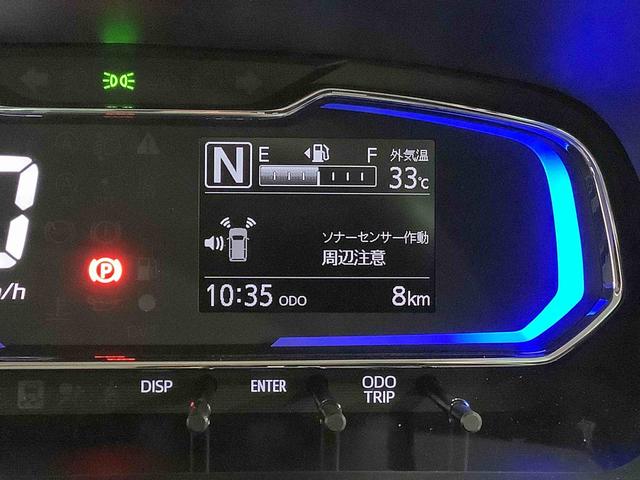 N
E F
外気温
33℃
ソナーセンサー作動
周辺注意
/h
P
10:35 ODO 8km
DISP ENTER ODO
TRIP